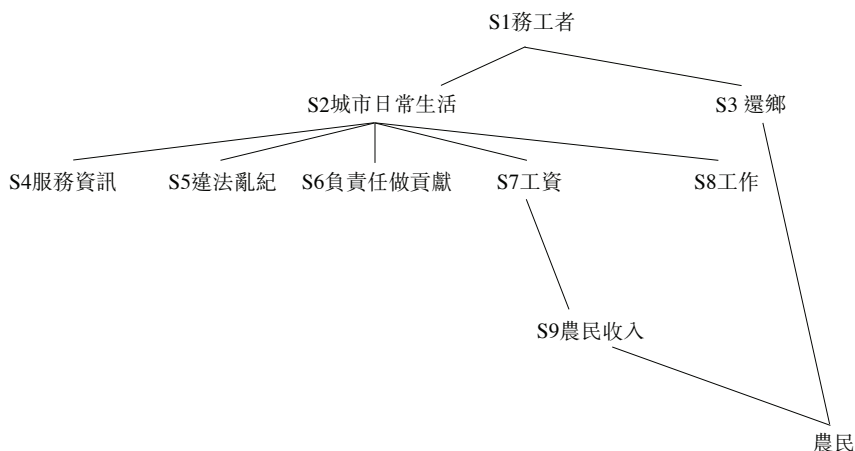 S1務工者
S2城市日常生活
S3 還鄉
S4服務資訊
S5違法亂紀
S6負責任做貢獻
S7工資
S8工作
S9農民收入
農民